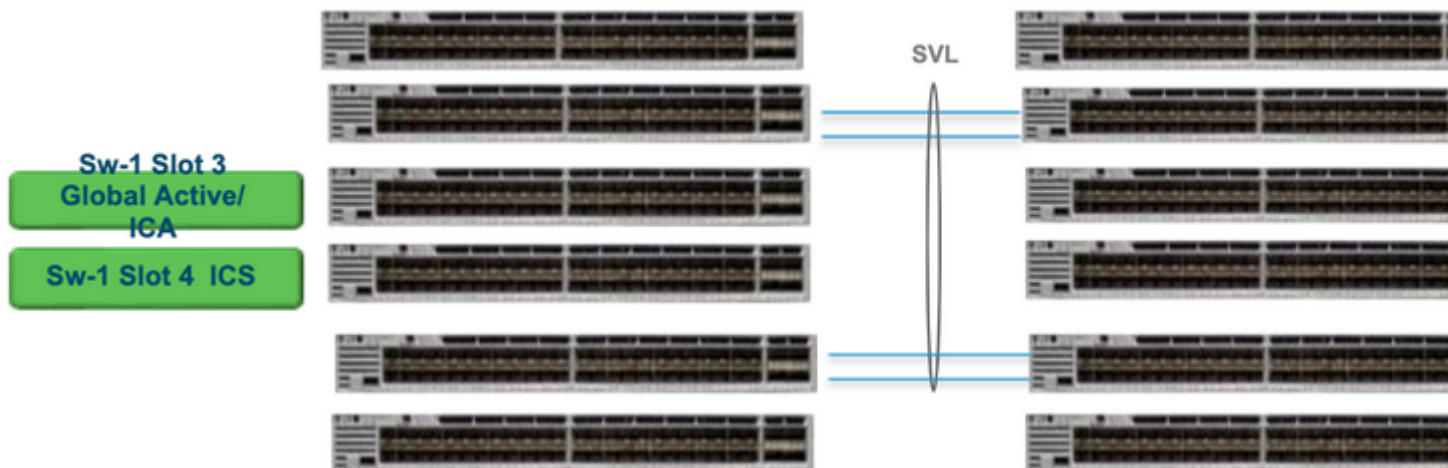 SVL
Sw-1 Slot 3
Global Active/
ICA
Sw-1 Slot 4 ICS